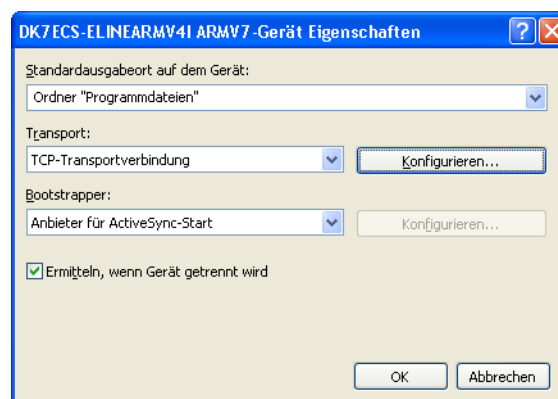 DK7ECS-ELINEARMV4I ARMV7-Gerät Eigenschaften
Standardausgabeort auf dem Gerät:
Ordner "Programmdateien"
Transport:
TCP-Transportverbindung
Konfigurieren...
Bootstrapper:
Anbieter für ActiveSync-Start
Konfigurieren...
Ermitteln, wenn Gerät getrennt wird
OK
Abbrechen